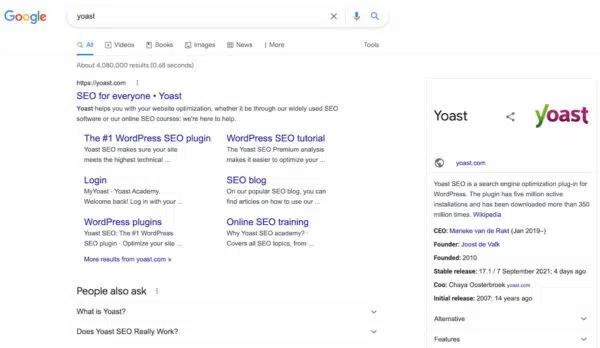 Google
yoast
All Videos Books Images News More Tools
About 4,080,000 results (0.68 seconds)
https://yoast.com
SEO for everyone • Yoast
Yoast helps you with your website optimization, whether it be through our widely used SEO
software or our online SEO courses: we're here to help.
The #1 WordPress SEO plugin
Yoast SEO makes sure your site
meets the highest technical ...
WordPress SEO tutorial
The Yoast SEO Premium analysis
makes it easier to optimize your ...
Login
MyYoast - Yoast Academy.
Welcome back! Log in with your ...
SEO blog
On our popular SEO blog, you can
find articles on how to use our ...
WordPress plugins
Yoast SEO: The #1 WordPress
SEO plugin · Optimize your site ...
Online SEO training
Why Yoast SEO academy? ·
Covers all SEO topics, from ...
More results from yoast.com »
People also ask
What is Yoast?
Does Yoast SEO Really Work?
Yoast
yoast
yoast.com
Yoast SEO is a search engine optimization plug-in for
WordPress. The plugin has five million active
installations and has been downloaded more than 350
million times. Wikipedia
CEO: Marieke van de Rakt (Jan 2019–)
Founder: Joost de Valk
Founded: 2010
Stable release: 17.1 / 7 September 2021; 4 days ago
Coo: Chaya Oosterbroek yoast.com
Initial release: 2007; 14 years ago
Alternative
Features